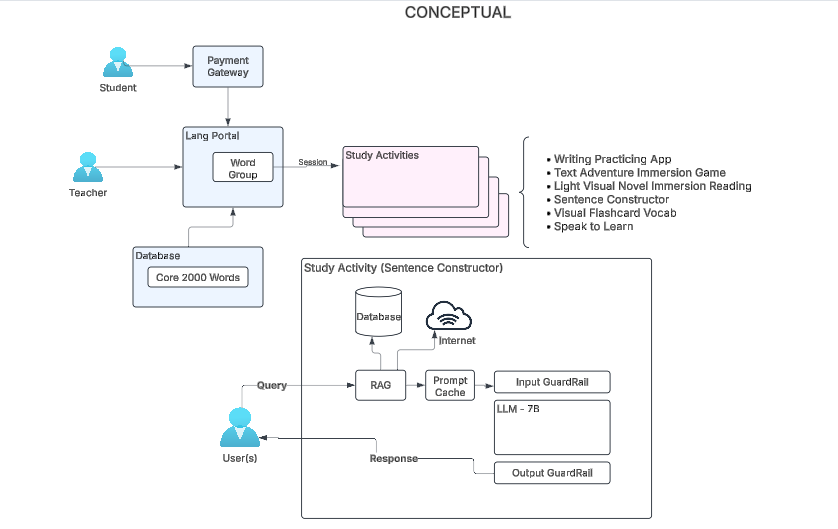 CONCEPTUAL
Student
Payment
Gateway
Lang Portal
Word
Group
Teacher
Session
Study Activities
• Writing Practicing App
• Text Adventure Immersion Game
• Light Visual Novel Immersion Reading
• Sentence Constructor
• Visual Flashcard Vocab
• Speak to Learn
Database
Core 2000 Words
Study Activity (Sentence Constructor)
Database
Internet
Query
RAG
Prompt
Cache
Input GuardRail
LLM - 7B
User(s)
Response
Output GuardRail